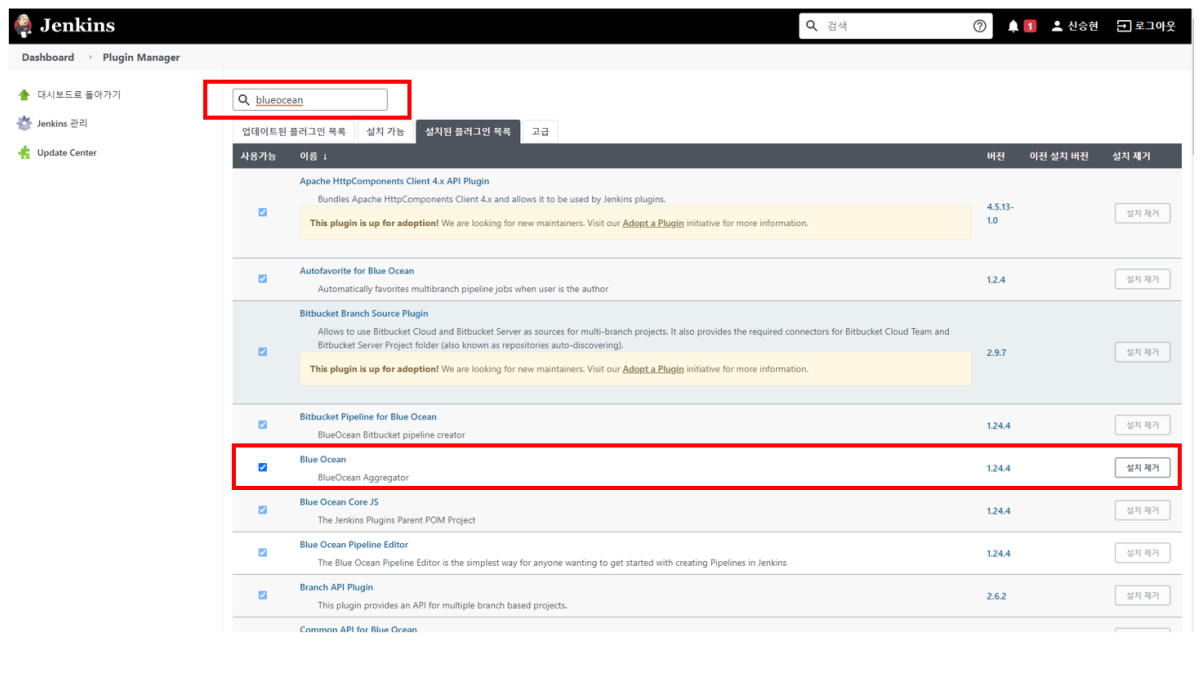 Jenkins
검색
1
신승현
로그아웃
Dashboard
Plugin Manager
대시보드로 돌아가기
Jenkins 관리
Update Center
blueocean
업데이트된 플러그인 목록
설치 가능
설치된 플러그인 목록
고급
사용가능
이름 ↓
버전
이전 설치 버전
설치 제거
Apache HttpComponents Client 4.x API Plugin
Bundles Apache HttpComponents Client 4.x and allows it to be used by Jenkins plugins.
This plugin is up for adoption! We are looking for new maintainers. Visit our Adopt a Plugin initiative for more information.
4.5.13-
1.0
설치 제거
Autofavorite for Blue Ocean
Automatically favorites multibranch pipeline jobs when user is the author
1.2.4
설치 제거
Bitbucket Branch Source Plugin
Allows to use Bitbucket Cloud and Bitbucket Server as sources for multi-branch projects. It also provides the required connectors for Bitbucket Cloud Team and
Bitbucket Server Project folder (also known as repositories auto-discovering).
This plugin is up for adoption! We are looking for new maintainers. Visit our Adopt a Plugin initiative for more information.
2.9.7
설치 제거
Bitbucket Pipeline for Blue Ocean
BlueOcean Bitbucket pipeline creator
1.24.4
설치 제거
Blue Ocean
BlueOcean Aggregator
1.24.4
설치 제거
Blue Ocean Core JS
The Jenkins Plugins Parent POM Project
1.24.4
설치 제거
Blue Ocean Pipeline Editor
The Blue Ocean Pipeline Editor is the simplest way for anyone wanting to get started with creating Pipelines in Jenkins
1.24.4
설치 제거
Branch API Plugin
This plugin provides an API for multiple branch based projects.
2.6.2
설치 제거
Common API for Blue Ocean